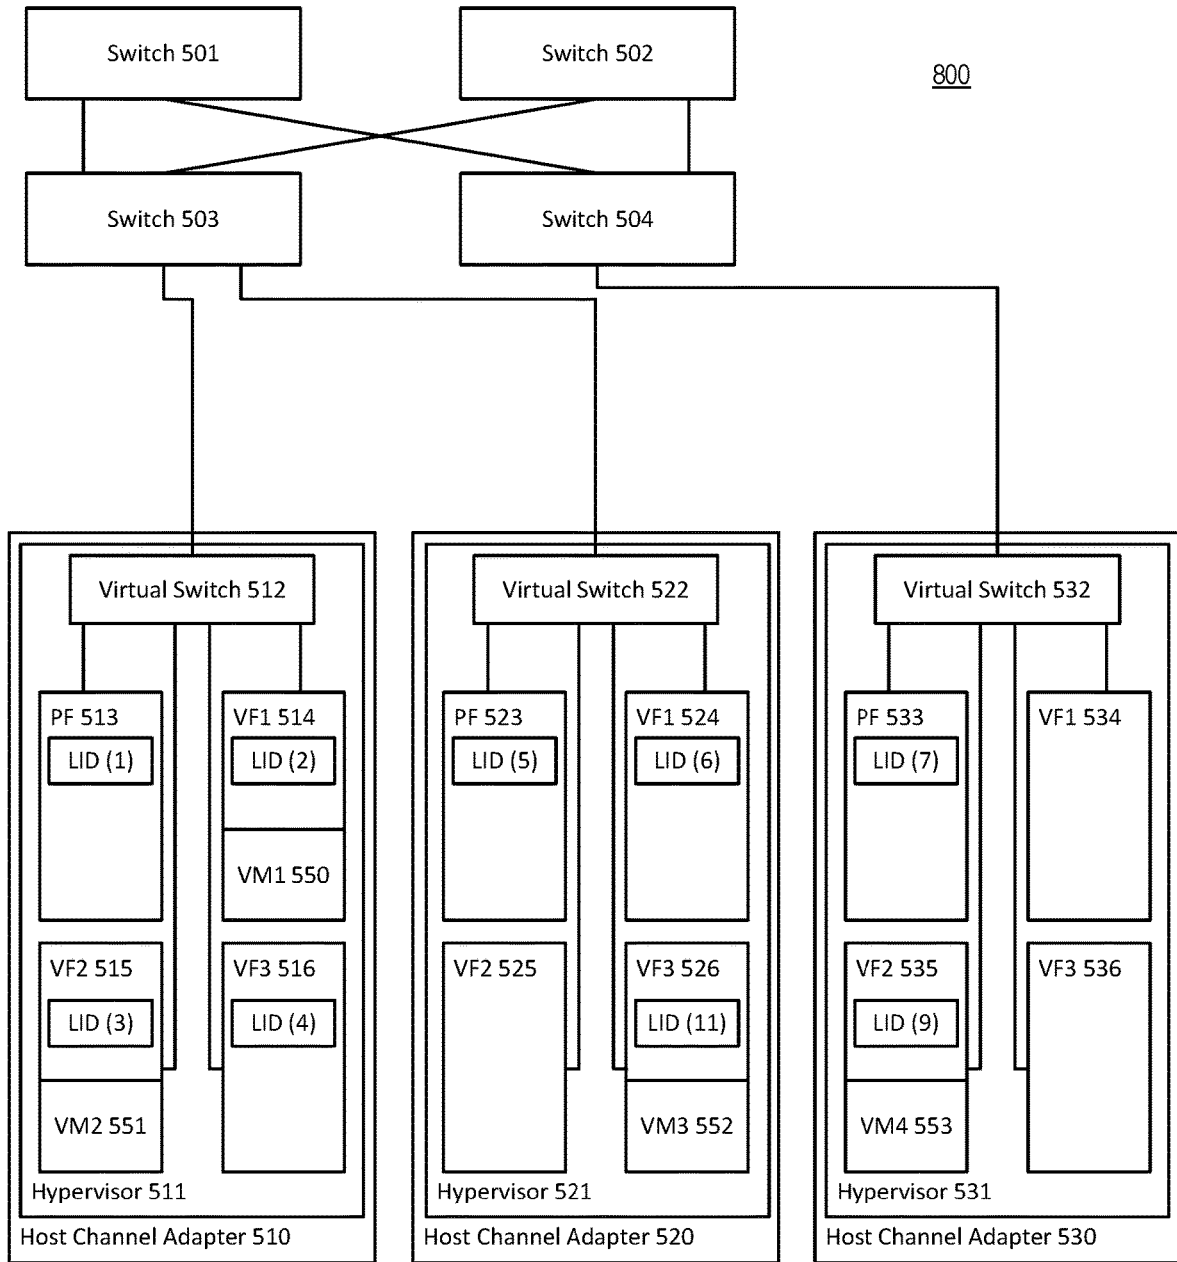 Switch 501
Switch 502
800
Switch 503
Switch 504
Virtual Switch 512
PF 513
LID (1)
VF1 514
LID (2)
VM1 550
VF2 515
LID (3)
VM2 551
VF3 516
LID (4)
Hypervisor 511
Host Channel Adapter 510
Virtual Switch 522
PF 523
LID (5)
VF1 524
LID (6)
VF2 525
VF3 526
LID (11)
VM3 552
Hypervisor 521
Host Channel Adapter 520
Virtual Switch 532
PF 533
LID (7)
VF1 534
VF2 535
LID (9)
VM4 553
VF3 536
Hypervisor 531
Host Channel Adapter 530